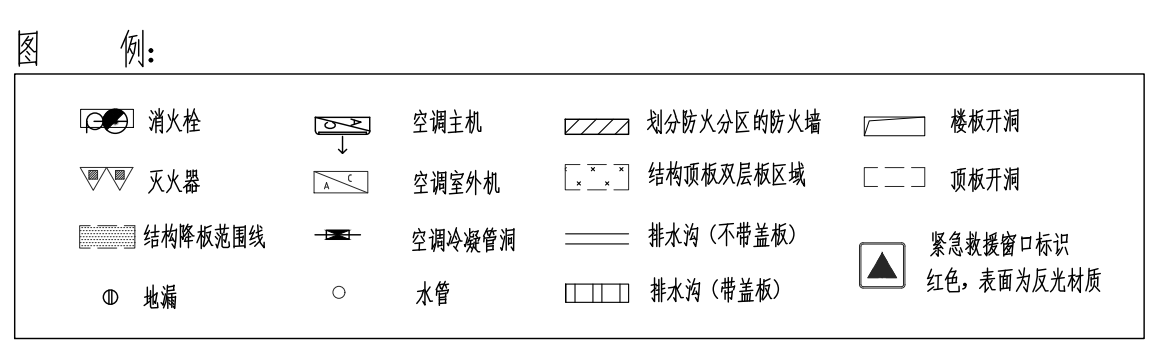 图 例:
消火栓 空调主机 划分防火分区的防火墙 楼板开洞
灭火器 空调室外机 结构顶板双层板区域 顶板开洞
结构降板范围线 空调冷凝管洞 排水沟（不带盖板） 紧急救援窗口标识
地漏 水管 排水沟（带盖板） 红色，表面为反光材质
A C
A C